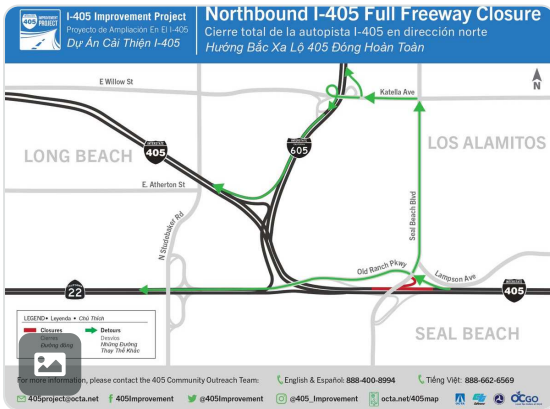 I-405 Improvement Project
Proyecto de Ampliación En El I-405
Dự Án Cải Thiện I-405
Northbound I-405 Full Freeway Closure
Cierre total de la autopista I-405 en dirección norte
Hướng Bắc Xa Lộ 405 Đóng Hoàn Toàn
E Willow St
Katella Ave
N
LONG BEACH
405
605
LOS ALAMITOS
E. Atherton St
N Studebaker Rd
Seal Beach Blvd
Old Ranch Pkwy
Lampson Ave
22
405
SEAL BEACH
LEGEND • Leyenda • Chú Thích
Closures
Cierres
Đường đóng
Detours
Desvíos
Những Đường
Thay Thế Khác
For more information, please contact the 405 Community Outreach Team:
English & Español: 888-400-8994
Tiếng Việt: 888-662-6569
405project@octa.net
405Improvement
@405Improvement
@405_Improvement
octa.net/405map
OCGO